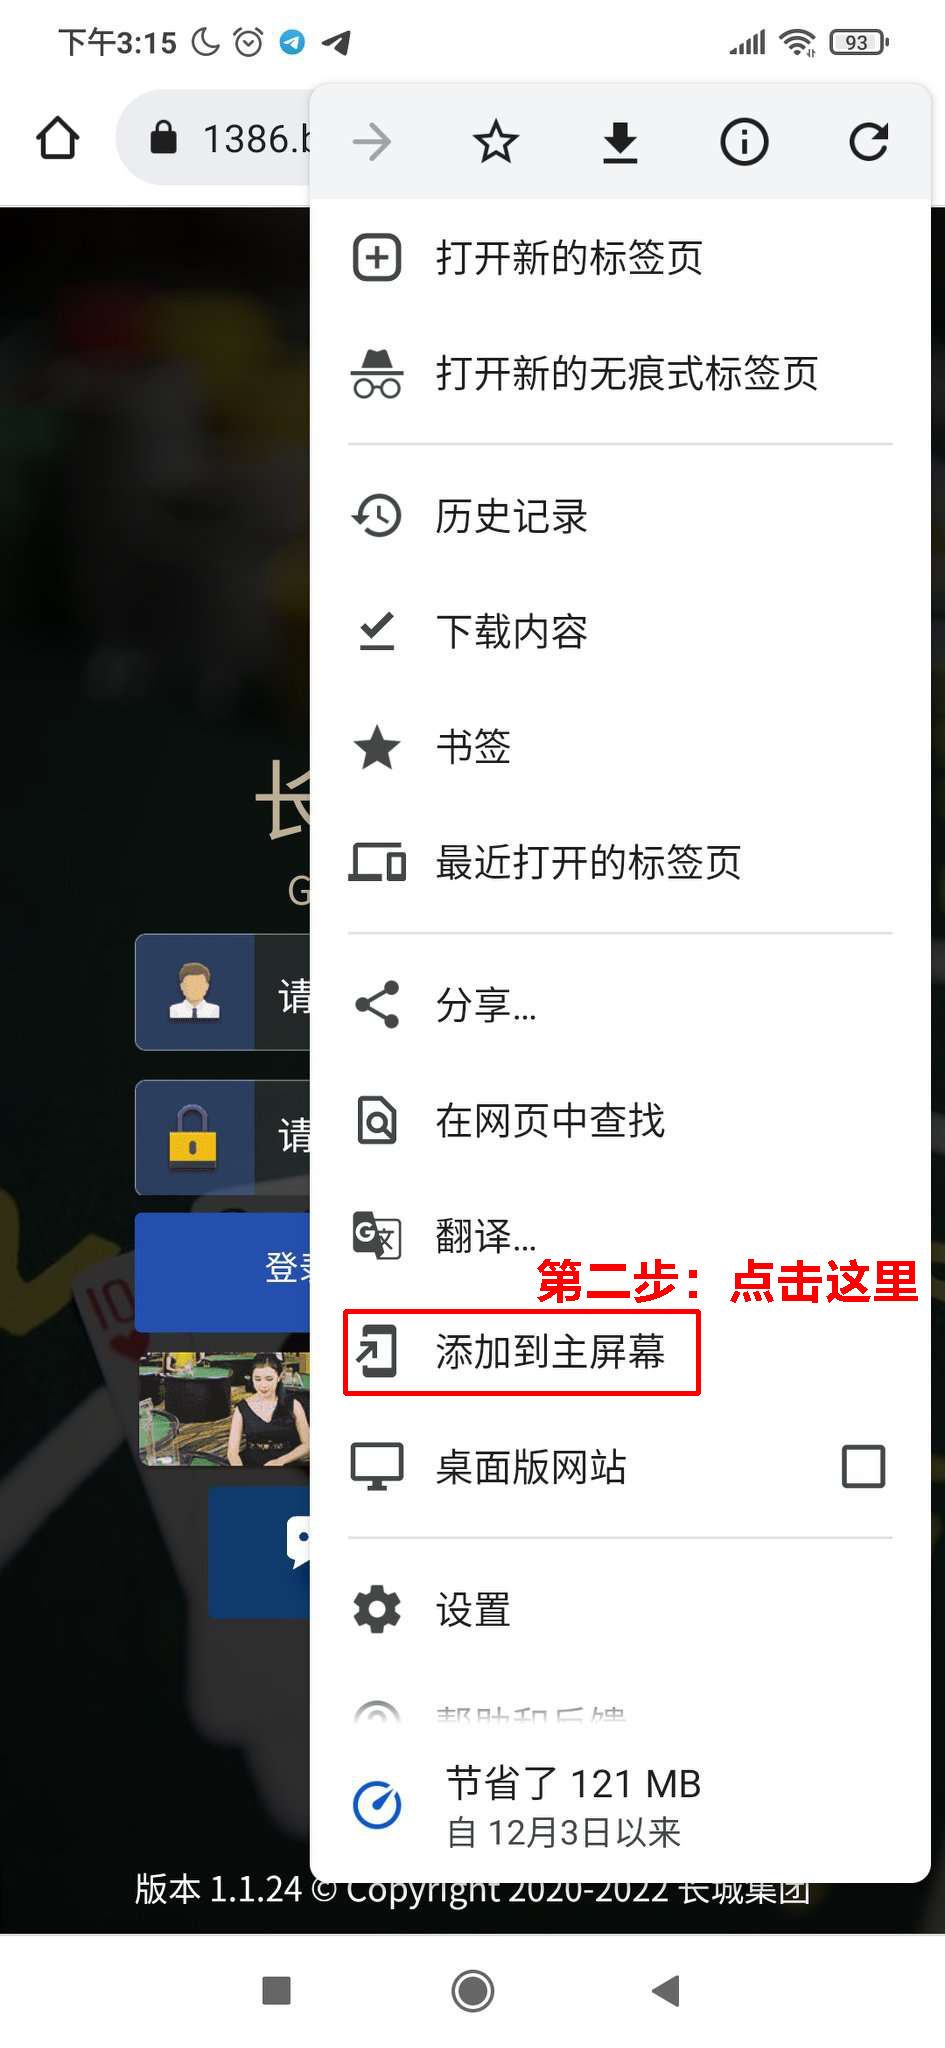 下午3:15
93
1386.
打开新的标签页
打开新的无痕式标签页
历史记录
下载内容
书签
最近打开的标签页
长
G
分享...
请
在网页中查找
请
翻译...
第二步：点击这里
登录
添加到主屏幕
桌面版网站
设置
帮助和反馈
节省了 121 MB
自 12月3日以来
版本 1.1.24 © Copyright 2020-2022 长城集团